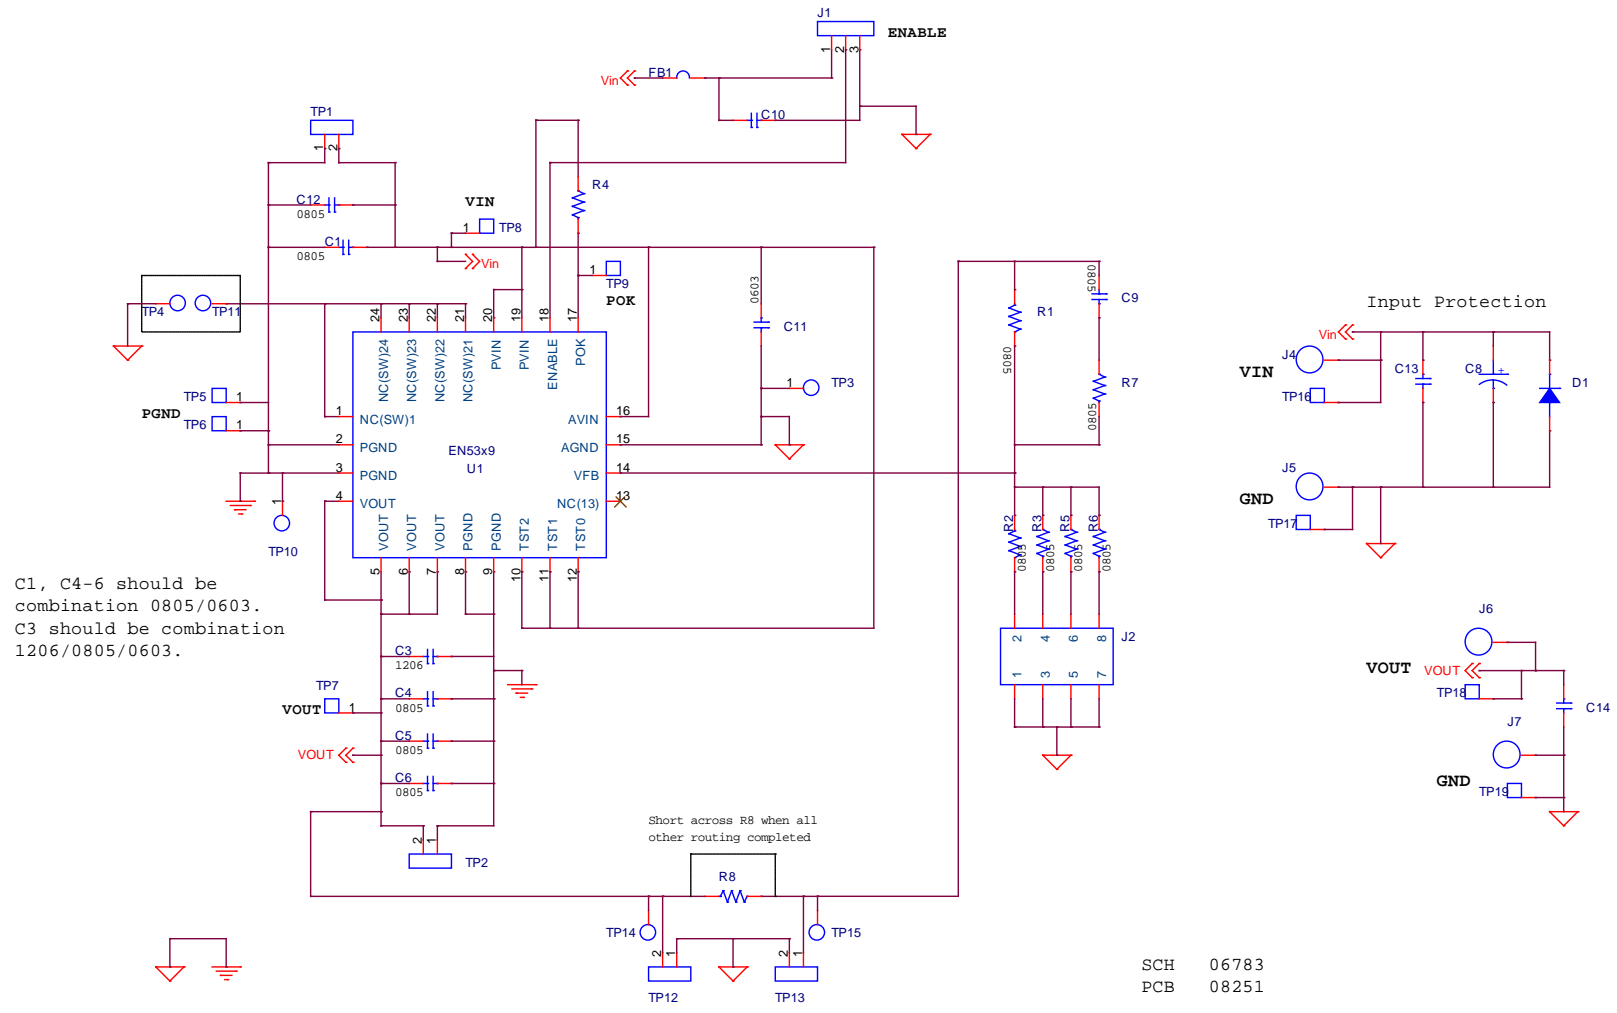 J1
ENABLE
1 2 3
Vin
FB1
C10
TP1
1 2
R4
C12
0805
VIN
1
TP8
C1
0805
Vin
1
TP9
POK
0603
C11
0805
C9
R1
0805
R7
0805
TP4
TP11
24 23 22 21 20 19 18 17
NC(SW)24 NC(SW)23 NC(SW)22 NC(SW)21 PVIN PVIN ENABLE POK
1
TP3
TP5
1
PGND
TP6
1
1
NC(SW)1
AVIN
16
2
PGND
AGND
15
EN53x9
U1
3
PGND
VFB
14
4
VOUT
NC(13)
13
VOUT VOUT VOUT PGND PGND TST2 TST1 TST0
5 6 7 8 9 10 11 12
1
TP10
Input Protection
Vin
J4
VIN
TP16
C13
C8
+
D1
J5
GND
TP17
R2 R3 R5 R6
0805 0805 0805 0805
2 4 6 8
J2
1 3 5 7
C1, C4-6 should be
combination 0805/0603.
C3 should be combination
1206/0805/0603.
C3
1206
C4
0805
TP7
VOUT
1
C5
0805
VOUT
C6
0805
2 1
TP2
J6
VOUT
VOUT
TP18
C14
J7
GND
TP19
Short across R8 when all
other routing completed
R8
TP14
TP15
2 1
2 1
TP12
TP13
SCH 06783
PCB 08251